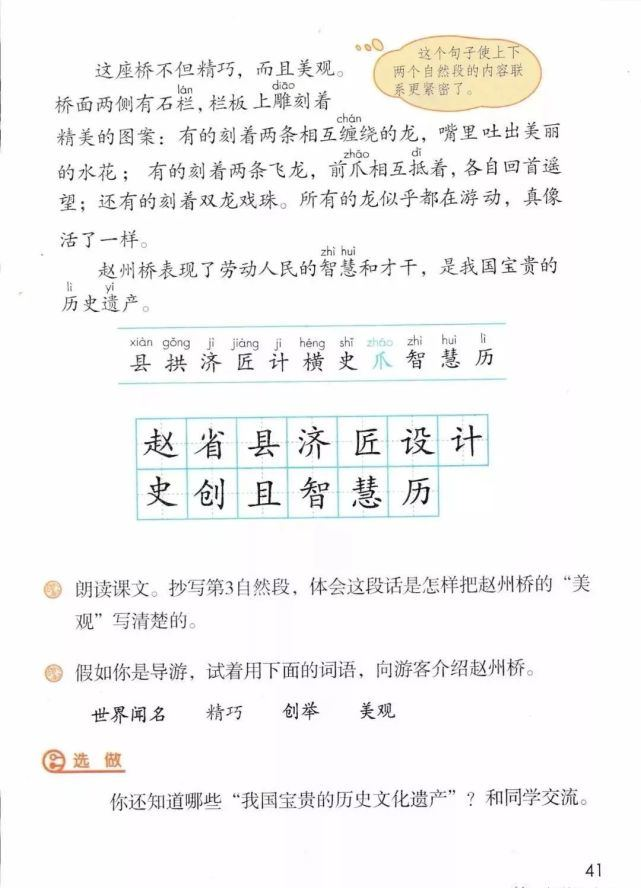 这个句子使上下
两个自然段的内容联
系更紧密了。
这座桥不但精巧，而且美观。
lán diāo
桥面两侧有石栏，栏板上雕刻着
chán
精美的图案：有的刻着两条相互缠绕的龙，嘴里吐出美丽
zhǎo dǐ
的水花；有的刻着两条飞龙，前爪相互抵着，各自回首遥
望；还有的刻着双龙戏珠。所有的龙似乎都在游动，真像
活了一样。
zhì huì
赵州桥表现了劳动人民的智慧和才干，是我国宝贵的
lì yí
历史遗产。
xiàn gǒng jì jiàng jì héng shǐ zhǎo zhì huì lì
县 拱 济 匠 计 横 史 爪 智 慧 历
赵 省 县 济 匠 设 计
史 创 且 智 慧 历
朗读课文。抄写第3自然段，体会这段话是怎样把赵州桥的“美
观”写清楚的。
假如你是导游，试着用下面的词语，向游客介绍赵州桥。
世界闻名 精巧 创举 美观
选做
你还知道哪些“我国宝贵的历史文化遗产”？和同学交流。
41